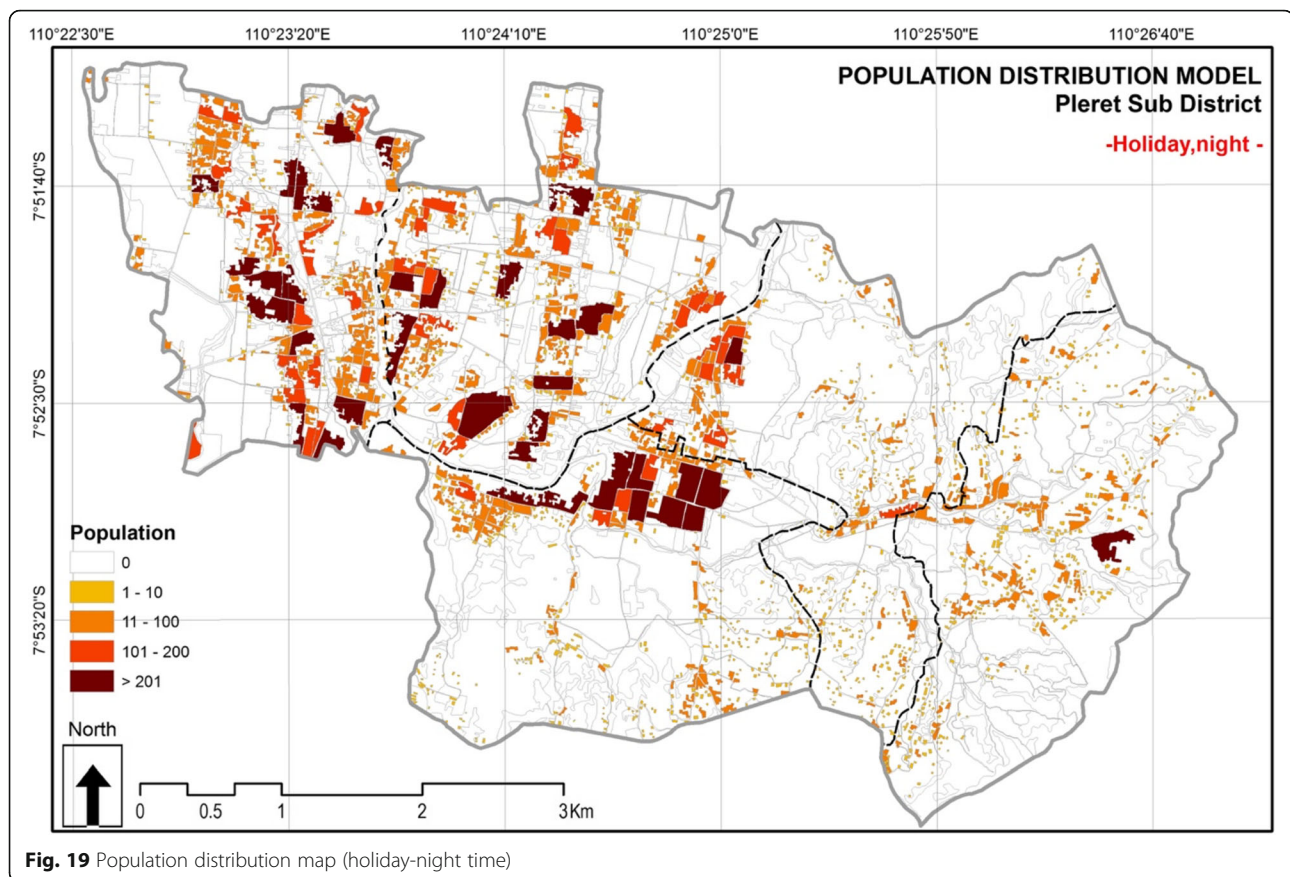 110°22'30"E 110°23'20"E 110°24'10"E 110°25'0"E 110°25'50"E 110°26'40"E
POPULATION DISTRIBUTION MODEL
Pleret Sub District
-Holiday,night -
7°51'40"S
7°52'30"S
7°53'20"S
Population
0
1 - 10
11 - 100
101 - 200
> 201
North
0 0.5 1 2 3Km
Fig. 19 Population distribution map (holiday-night time)